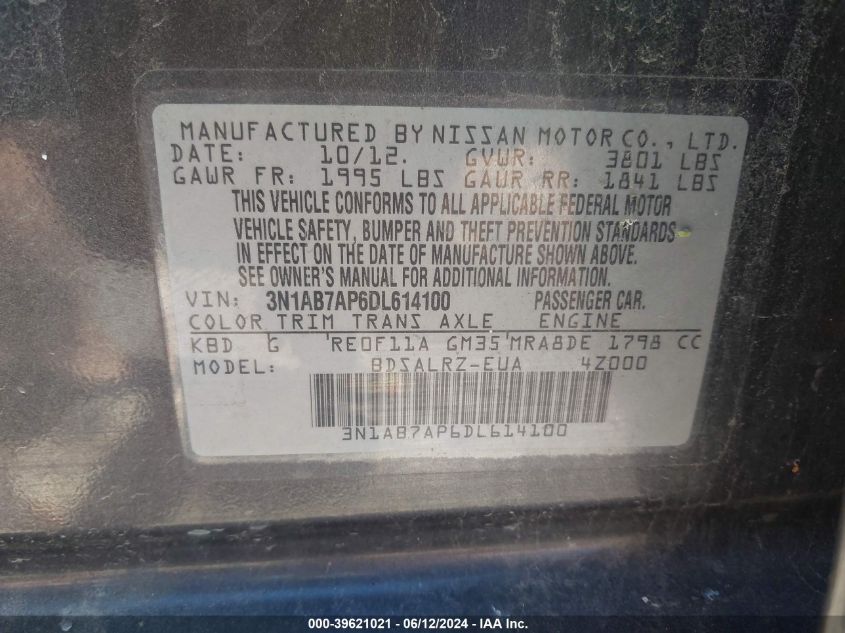 MANUFACTURED BY NISSAN MOTOR CO., LTD.
DATE: 10/12. GVWR: 3801 LBS
GAWR FR: 1995 LBS GAWR RR: 1841 LBS
THIS VEHICLE CONFORMS TO ALL APPLICABLE FEDERAL MOTOR
VEHICLE SAFETY, BUMPER AND THEFT PREVENTION STANDARDS
IN EFFECT ON THE DATE OF MANUFACTURE SHOWN ABOVE.
SEE OWNER'S MANUAL FOR ADDITIONAL INFORMATION.
VIN: 3N1AB7AP6DL614100 PASSENGER CAR.
COLOR TRIM TRANS AXLE ENGINE
KBD G 'RE0F11A GM35'MRA8DE 1798 CC
MODEL: BDSALRZ-EUA 4Z000
3N1AB7AP6DL614100
000-39621021 - 06/12/2024 - COPYRIGHT © IAA, LLC